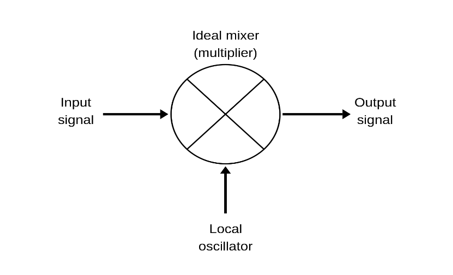 Ideal mixer
(multiplier)
Input
signal
Output
signal
Local
oscillator